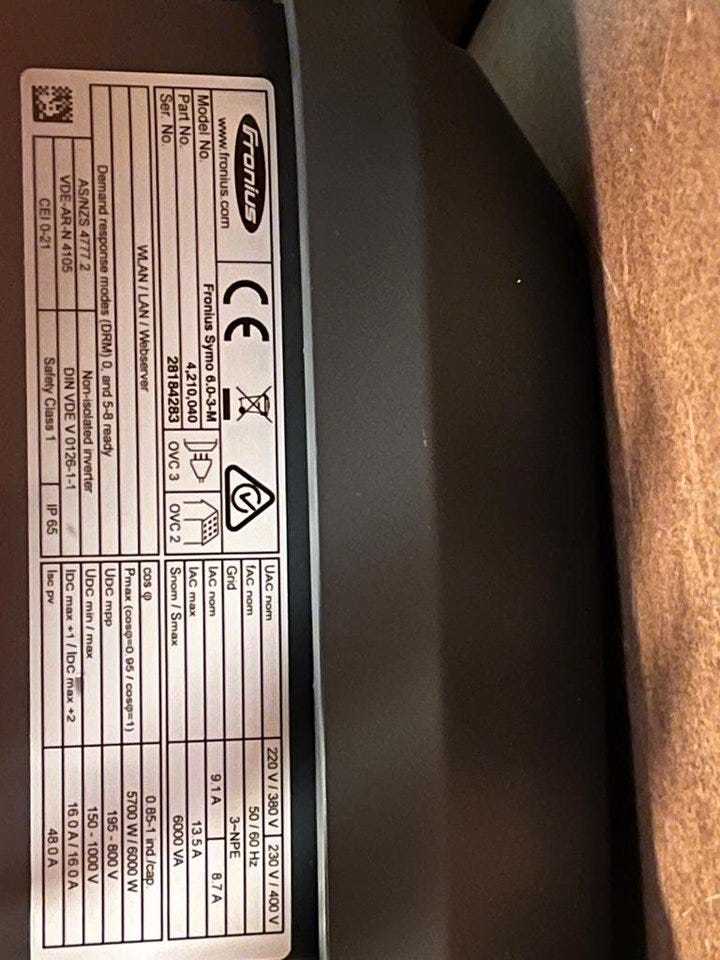 Fronius
www.fronius.com
CE
Model No. Fronius Symo 6.0-3-M
Part No. 4,210,040
Ser. No. 28184283
OVC 3 OVC 2
WLAN / LAN / Webserver
Demand response modes (DRM) 0, and 5-8 ready
AS/NZS 4777.2 Non-isolated inverter
VDE-AR-N 4105 DIN VDE V 0126-1-1
CEI 0-21 Safety Class 1 IP 65
UAC nom 220 V / 380 V 230 V / 400 V
fAC nom 50 / 60 Hz
Grid 3~NPE
IAC nom 9.1 A 8.7 A
IAC max 13.5 A
Snom / Smax 6000 VA
cos φ 0.85-1 ind./cap.
Pmax (cosφ=0.95 / cosφ=1) 5700 W / 6000 W
UDC mpp 195 - 800 V
UDC min / max 150 - 1000 V
IDC max +1 / IDC max +2 16.0 A / 16.0 A
Isc pv 48.0 A